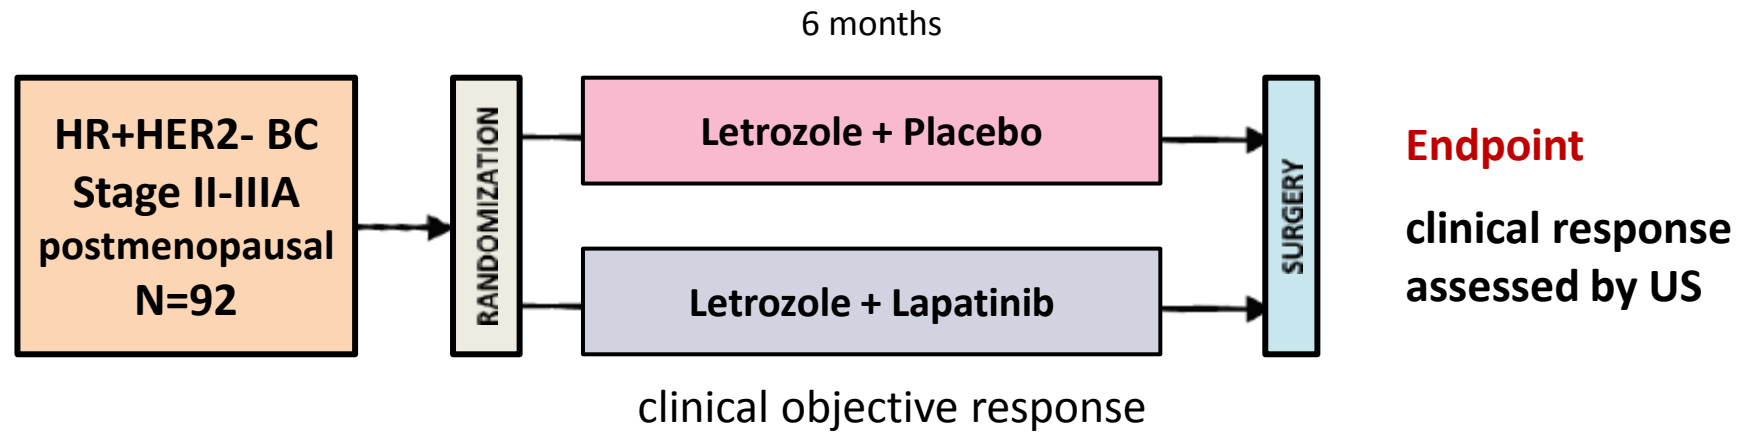 6 months
HR+HER2- BC
Stage II-IIIA
postmenopausal
N=92
RANDOMIZATION
Letrozole + Placebo
Letrozole + Lapatinib
SURGERY
Endpoint
clinical response
assessed by US
clinical objective response